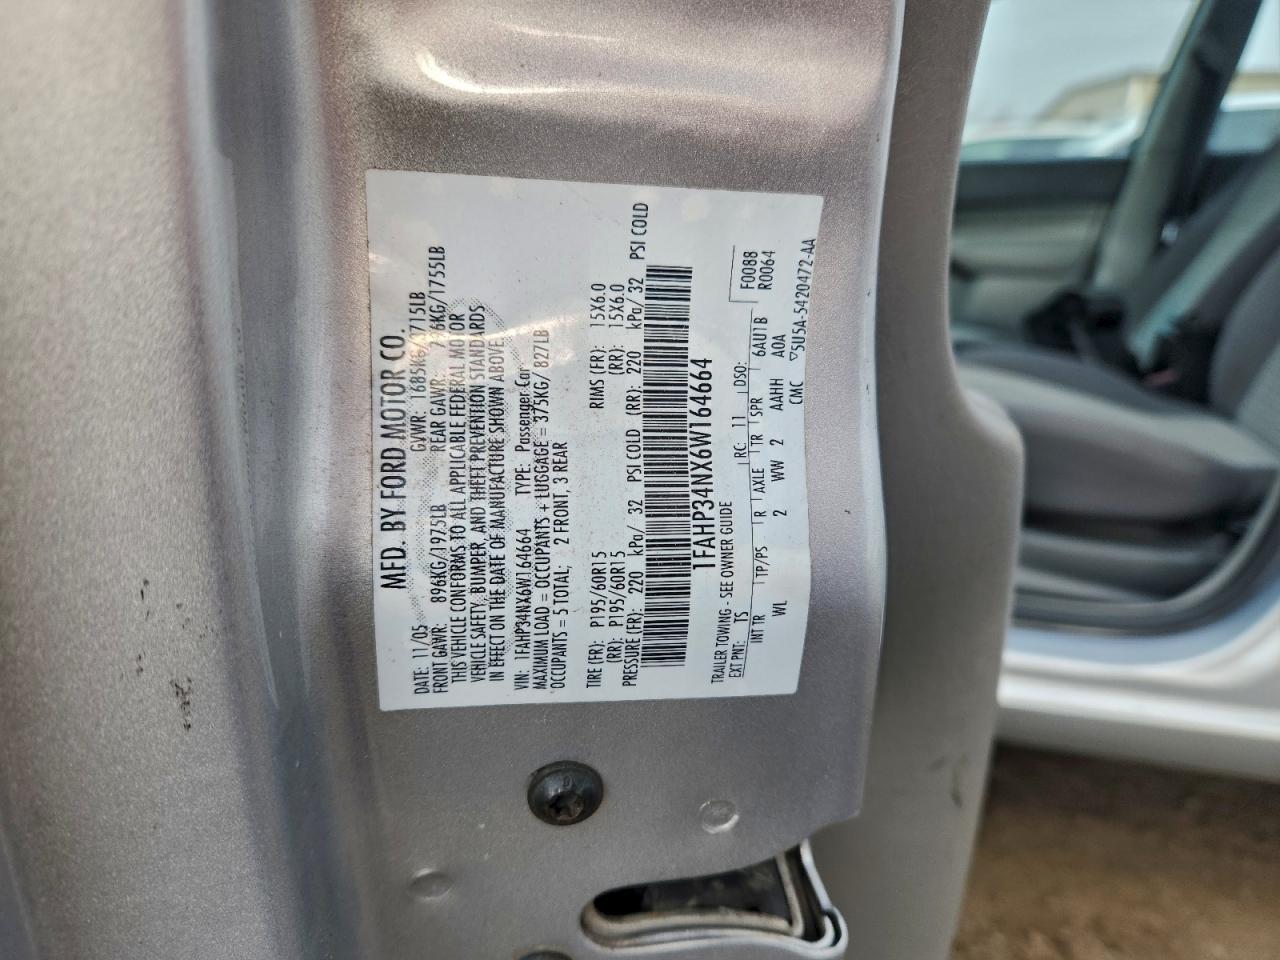 MFD. BY FORD MOTOR CO.
DATE: 11/05 GVWR: 1685KG/3715LB
FRONT GAWR: 896KG/1975LB REAR GAWR: 796KG/1755LB
THIS VEHICLE CONFORMS TO ALL APPLICABLE FEDERAL MOTOR
VEHICLE SAFETY, BUMPER, AND THEFT PREVENTION STANDARDS
IN EFFECT ON THE DATE OF MANUFACTURE SHOWN ABOVE.
VIN: 1FAHP34NX6W164664 TYPE: Passenger Car
MAXIMUM LOAD = OCCUPANTS + LUGGAGE = 375KG/ 827LB
OCCUPANTS = 5 TOTAL; 2 FRONT, 3 REAR
TIRE (FR): P195/60R15 RIMS (FR): 15X6.0
(RR): P195/60R15 (RR): 15X6.0
PRESSURE (FR): 220 kPa/ 32 PSI COLD (RR): 220 kPa/ 32 PSI COLD
1FAHP34NX6W164664
TRAILER TOWING - SEE OWNER GUIDE
F0088
R0064
EXT PNT: TS RC: 11 DSO:
INT TR TP/PS R AXLE TR SPR 6AU1B
WL 2 WW 2 AAHH A0A
CMC ▽5U5A-5420472-AA